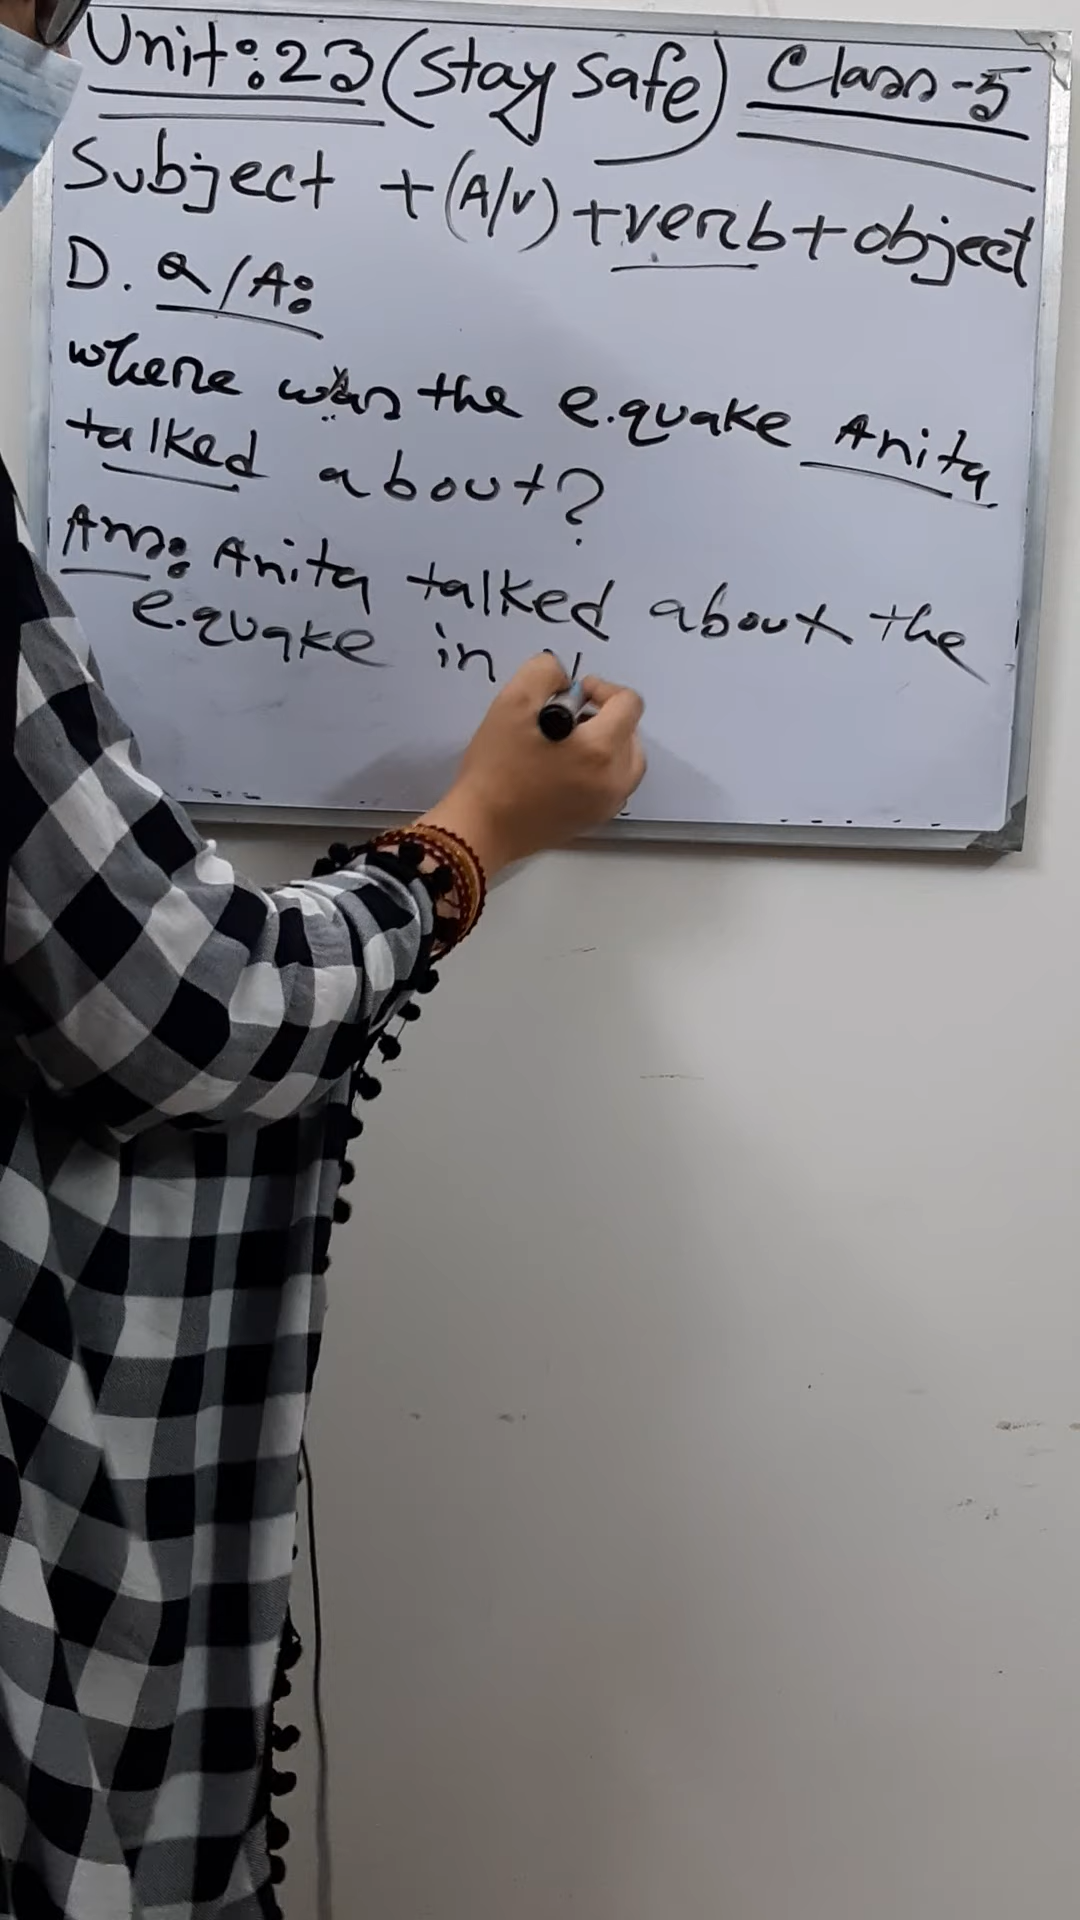 Unit:23 (Stay Safe) Class-5
Subject + (A/V) + verb + object
D. Q/A:
where was the e.quake Anita
talked about?
Ans: Anita talked about the
e.quake in